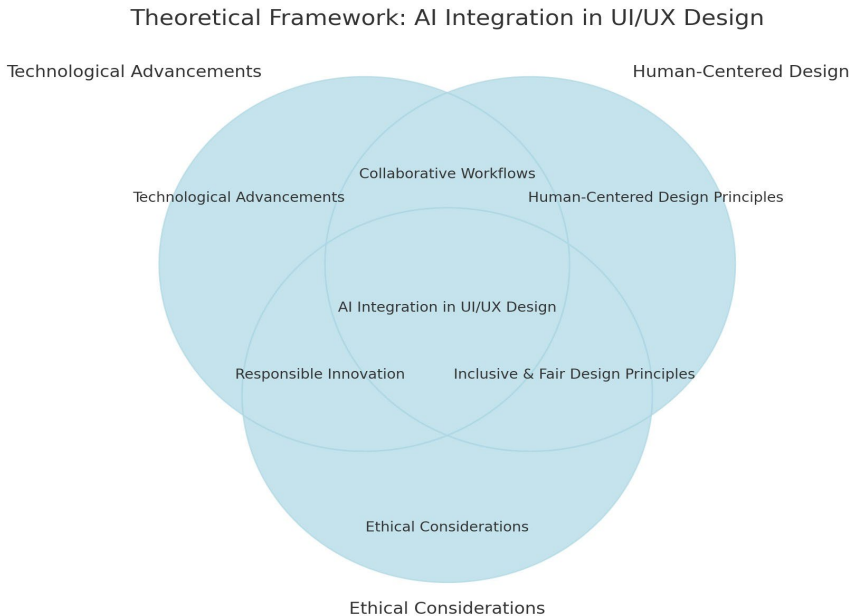 Theoretical Framework: AI Integration in UI/UX Design
Technological Advancements
Human-Centered Design
Collaborative Workflows
Technological Advancements
Human-Centered Design Principles
AI Integration in UI/UX Design
Responsible Innovation
Inclusive & Fair Design Principles
Ethical Considerations
Ethical Considerations